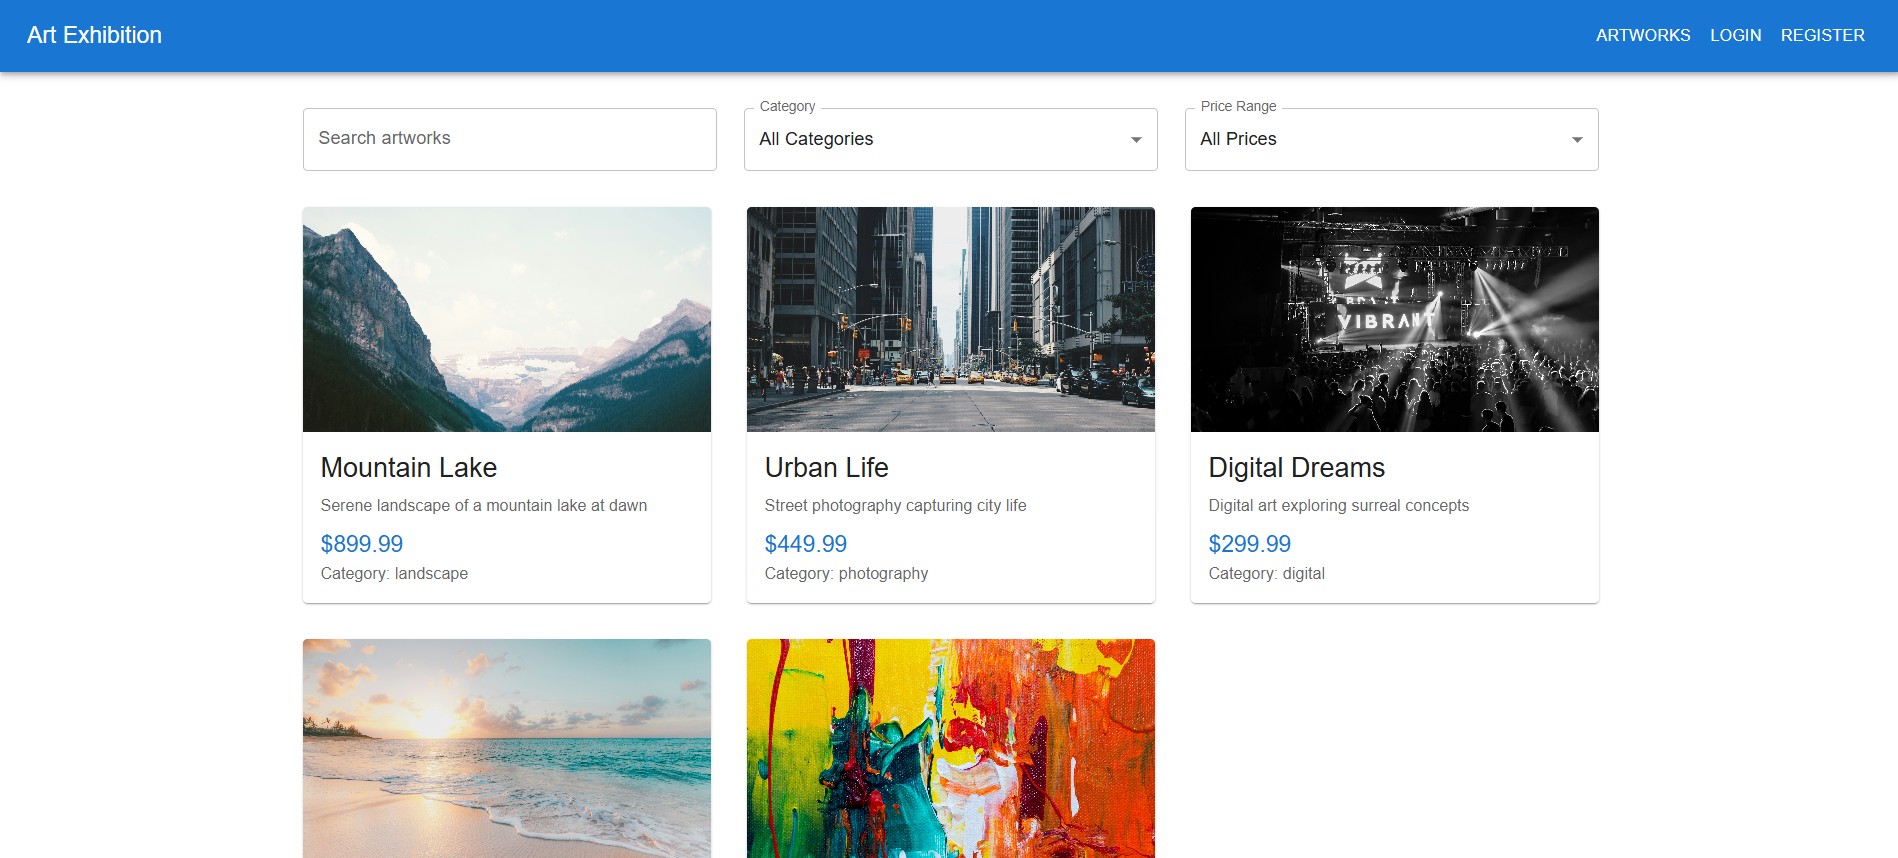 Art Exhibition
ARTWORKS LOGIN REGISTER
Search artworks
Category
All Categories
Price Range
All Prices
VIBRANT
Mountain Lake
Serene landscape of a mountain lake at dawn
$899.99
Category: landscape
Urban Life
Street photography capturing city life
$449.99
Category: photography
Digital Dreams
Digital art exploring surreal concepts
$299.99
Category: digital